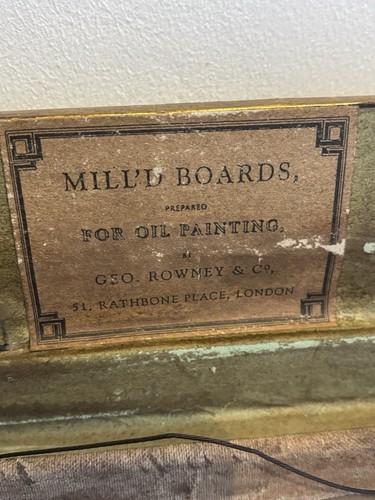 MILL'D BOARDS,
PREPARED
FOR OIL PAINTING,
BY
GEO. ROWNEY & Co,
51, RATHBONE PLACE, LONDON